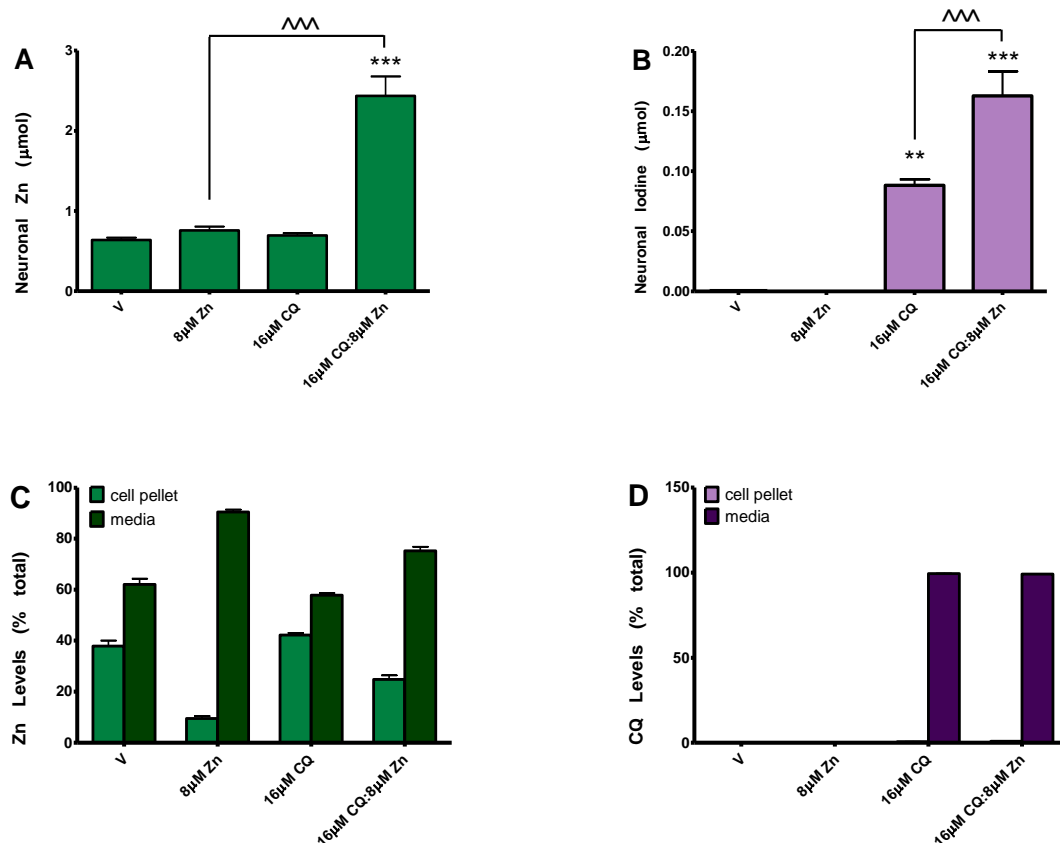 A
^^^
***
Neuronal Zn (µmol)
3
2
1
0
V
8µM Zn
16µM CQ
16µM CQ:8µM Zn
B
^^^
***
**
Neuronal Iodine (µmol)
0.20
0.15
0.10
0.05
0.00
V
8µM Zn
16µM CQ
16µM CQ:8µM Zn
C
cell pellet
media
Zn Levels (% total)
100
80
60
40
20
0
V
8µM Zn
16µM CQ
16µM CQ:8µM Zn
D
cell pellet
media
CQ Levels (% total)
150
100
50
0
V
8µM Zn
16µM CQ
16µM CQ:8µM Zn